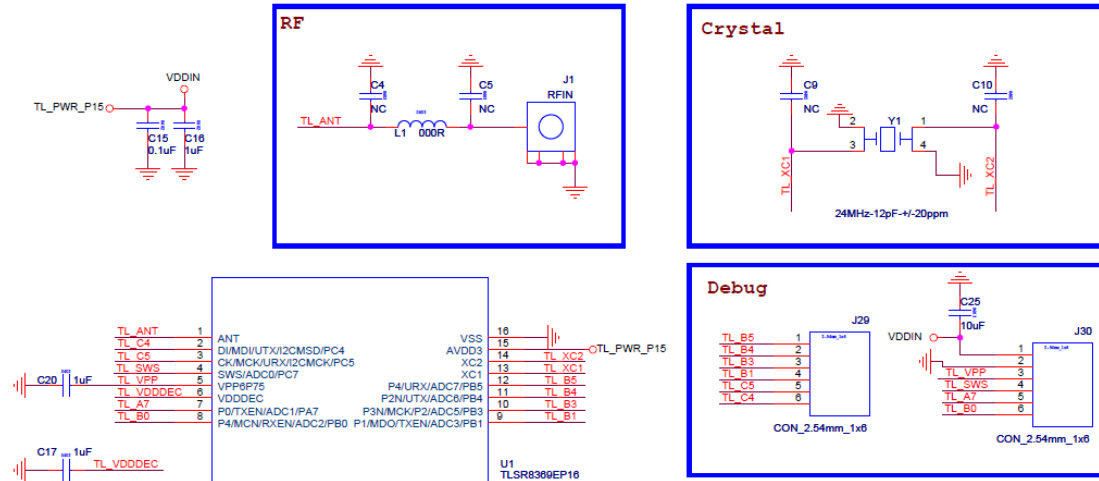 RF
Crystal
VDDIN
TL_PWR_P15
C15
0.1uF
C16
1uF
C4
NC
C5
NC
J1
RFIN
TL_ANT
L1 000R
C9
NC
C10
NC
2
Y1
1
3
4
TL_XC1
TL_XC2
24MHz-12pF-+/-20ppm
Debug
TL_ANT 1 ANT
TL_C4 2 DI/MDI/UTX/I2CMSD/PC4
TL_C5 3 CK/MCK/URX/I2CMCK/PC5
TL_SWS 4 SWS/ADC0/PC7
C20 1uF TL_VPP 5 VPP6P75
TL_VDDDEC 6 VDDDEC
TL_A7 7 P0/TXEN/ADC1/PA7
TL_B0 8 P4/MCN/RXEN/ADC2/PB0
VSS 16
AVDD3 15 TL_PWR_P15
XC2 14 TL_XC2
XC1 13 TL_XC1
P4/URX/ADC7/PB5 12 TL_B5
P2N/UTX/ADC6/PB4 11 TL_B4
P3N/MCK/P2/ADC5/PB3 10 TL_B3
P1/MDO/TXEN/ADC3/PB1 9 TL_B1
C17 1uF TL_VDDDEC
U1
TLSR8369EP16
J29
TL_B5 1
TL_B4 2
TL_B3 3
TL_B1 4
TL_C5 5
TL_C4 6
CON_2.54mm_1x6
C25
10uF
VDDIN
J30
1
2
TL_VPP 3
TL_SWS 4
TL_A7 5
TL_B0 6
CON_2.54mm_1x6